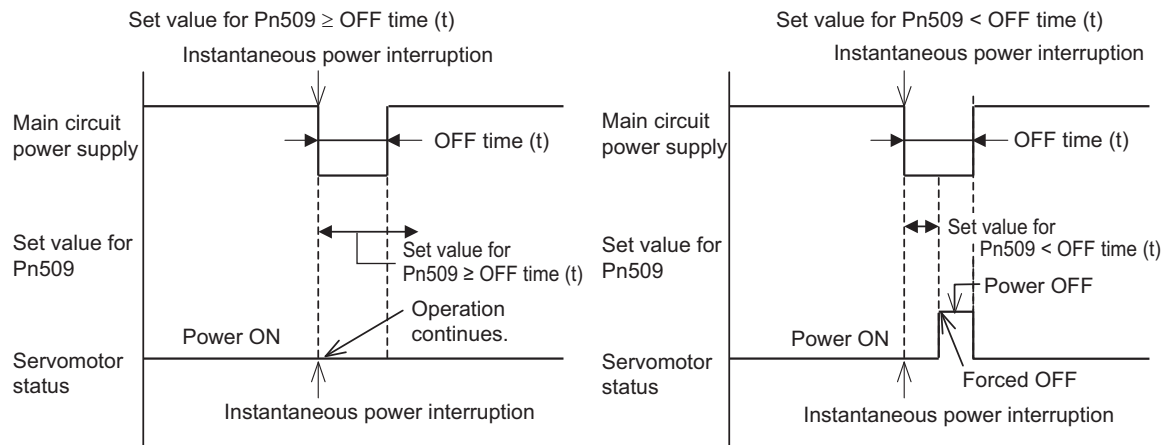 Set value for Pn509 ≥ OFF time (t)
Instantaneous power interruption
Main circuit
power supply
OFF time (t)
Set value for
Pn509
Set value for
Pn509 ≥ OFF time (t)
Operation
continues.
Power ON
Servomotor
status
Instantaneous power interruption
Set value for Pn509 < OFF time (t)
Instantaneous power interruption
Main circuit
power supply
OFF time (t)
Set value for
Pn509
Set value for
Pn509 < OFF time (t)
Power OFF
Power ON
Servomotor
status
Forced OFF
Instantaneous power interruption